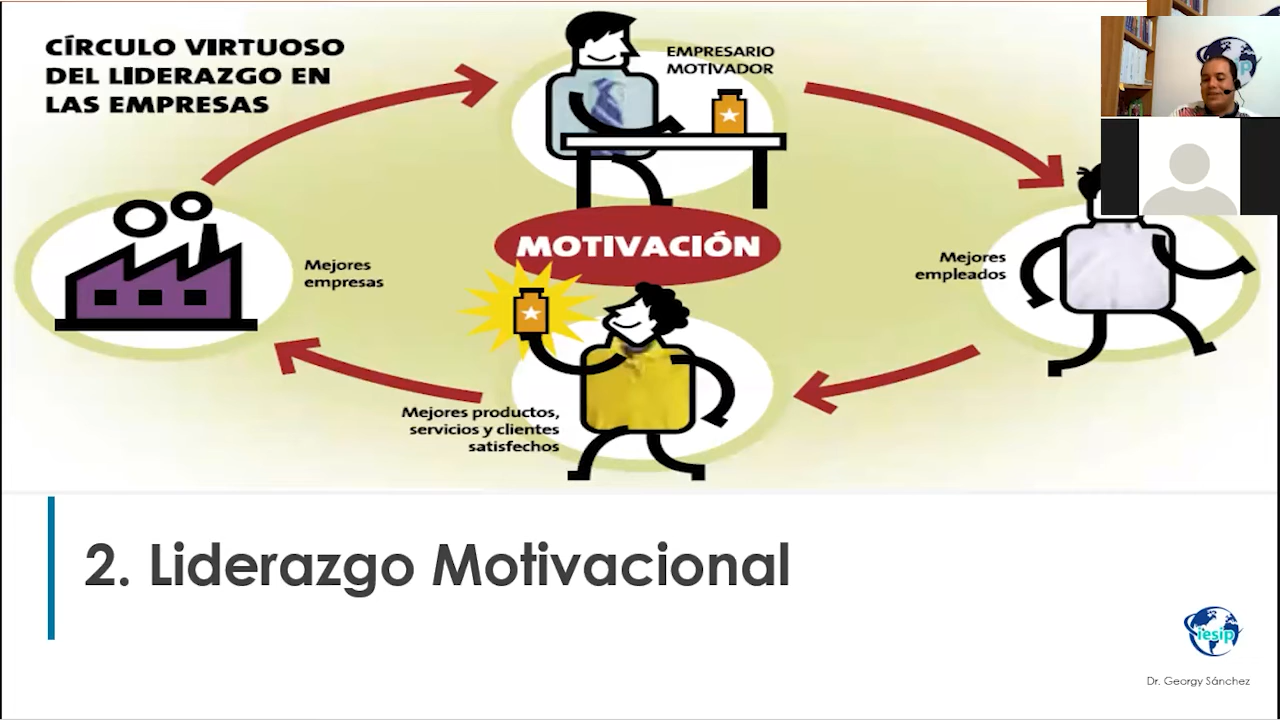 CÍRCULO VIRTUOSO
DEL LIDERAZGO EN
LAS EMPRESAS
EMPRESARIO
MOTIVADOR
MOTIVACIÓN
Mejores
empresas
Mejores
empleados
Mejores productos,
servicios y clientes
satisfechos
2. Liderazgo Motivacional
iesip
Dr. Georgy Sánchez